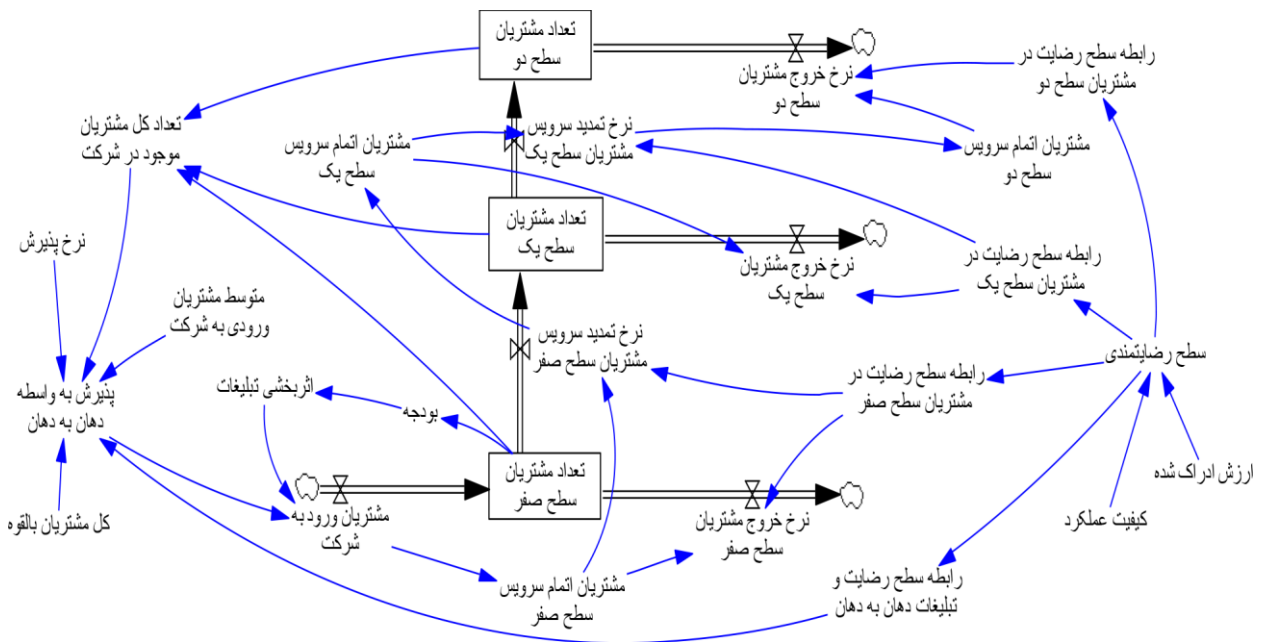 تعداد مشتریان
سطح دو
نرخ خروج مشتریان
سطح دو
رابطه سطح رضایت در
مشتریان سطح دو
تعداد کل مشتریان
موجود در شرکت
مشتریان اتمام سرویس
سطح یک
نرخ تمدید سرویس
مشتریان سطح یک
مشتریان اتمام سرویس
سطح دو
تعداد مشتریان
سطح یک
نرخ خروج مشتریان
سطح یک
رابطه سطح رضایت در
مشتریان سطح یک
نرخ پذیرش
متوسط مشتریان
ورودی به شرکت
نرخ تمدید سرویس
مشتریان سطح صفر
سطح رضایتمندی
رابطه سطح رضایت در
مشتریان سطح صفر
پذیرش به واسطه
دهان به دهان
اثربخشی تبلیغات
بودجه
تعداد مشتریان
سطح صفر
ارزش ادراک شده
کیفیت عملکرد
کل مشتریان بالقوه
مشتریان ورود به
شرکت
نرخ خروج مشتریان
سطح صفر
مشتریان اتمام سرویس
سطح صفر
رابطه سطح رضایت و
تبلیغات دهان به دهان